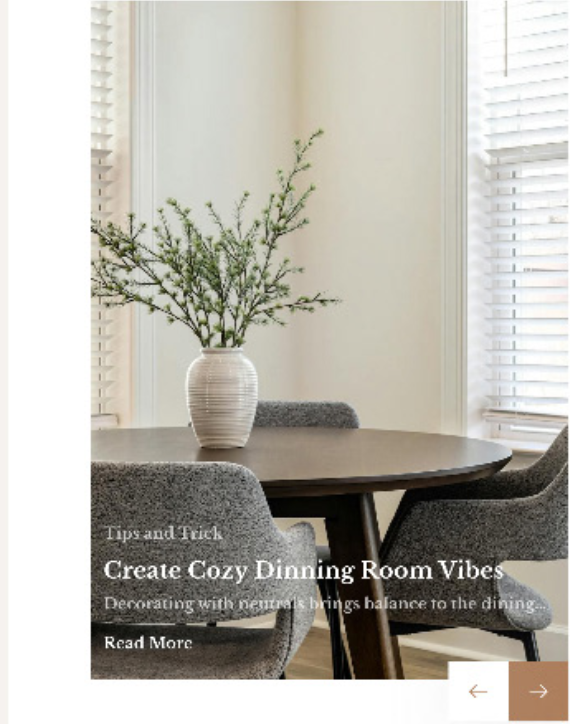 Tips and Trick
Create Cozy Dinning Room Vibes
Decorating with neutrals brings balance to the dining...
Read More